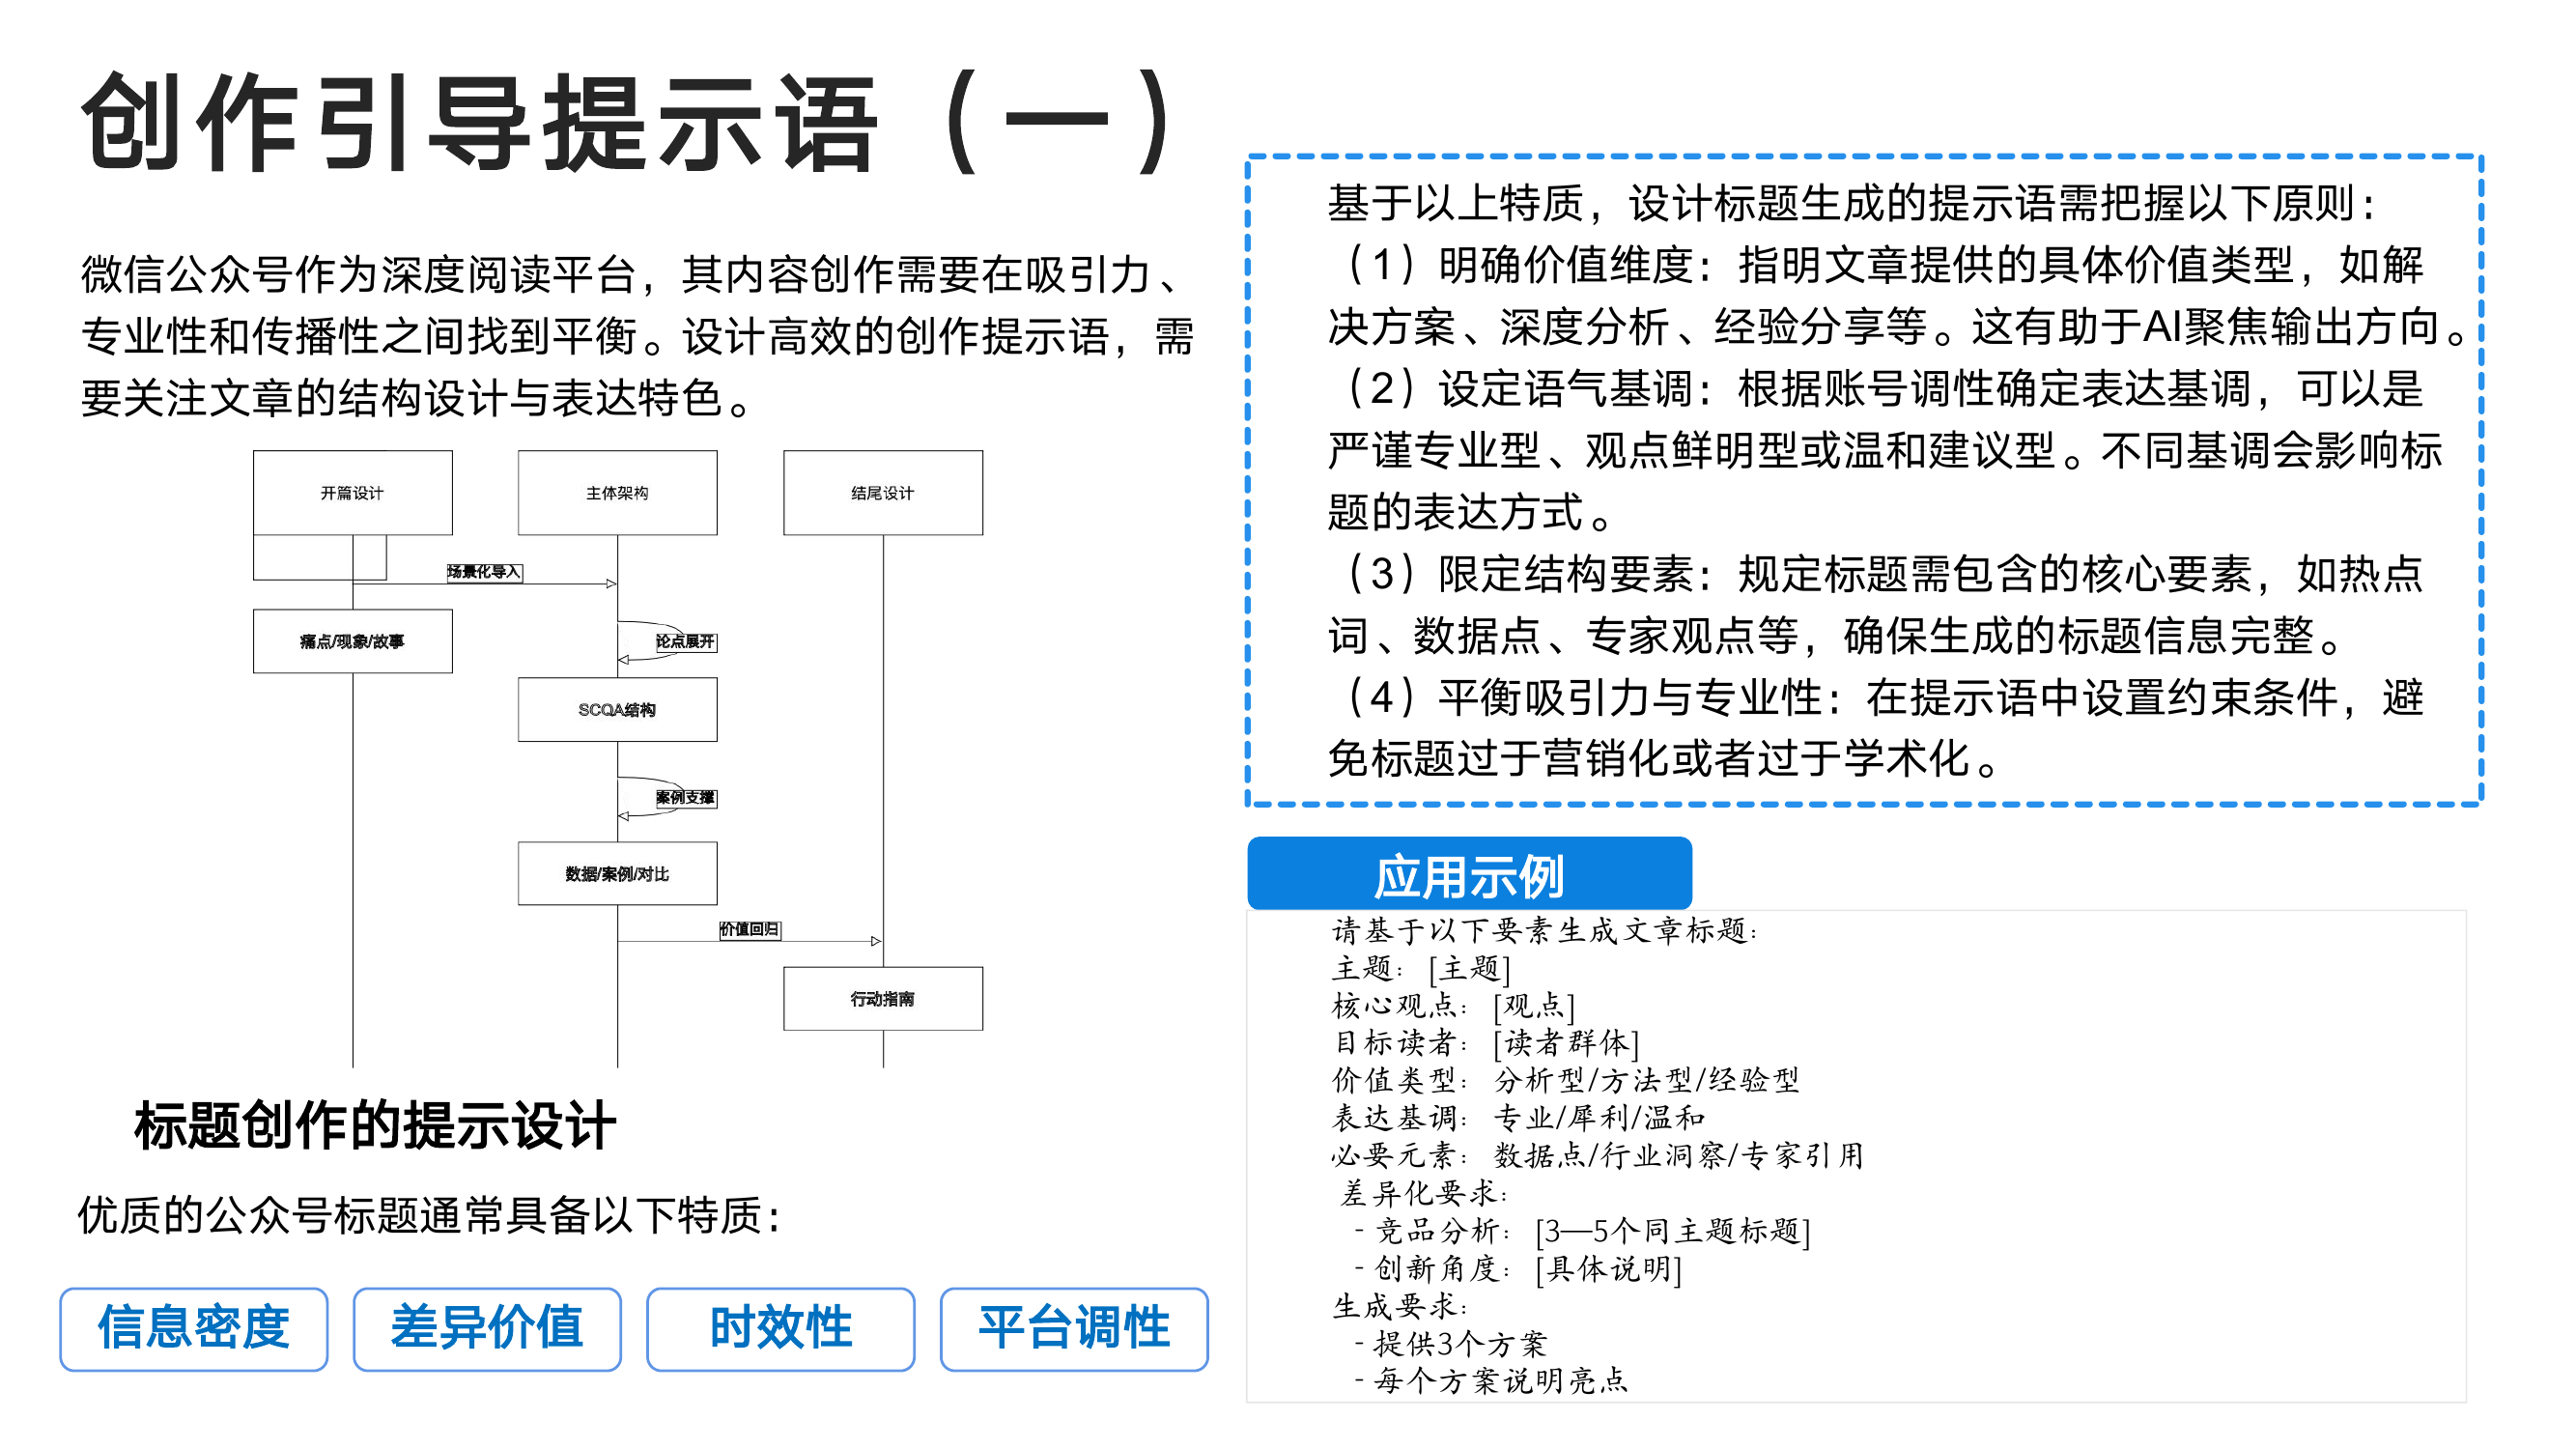 创作引导提示语（一）
微信公众号作为深度阅读平台，其内容创作需要在吸引力、
专业性和传播性之间找到平衡。设计高效的创作提示语，需
要关注文章的结构设计与表达特色。
开篇设计
主体架构
结尾设计
场景化导入
痛点/现象/故事
论点展开
SCQA结构
案例支撑
数据/案例/对比
价值回归
行动指南
标题创作的提示设计
优质的公众号标题通常具备以下特质：
信息密度
差异价值
时效性
平台调性
基于以上特质，设计标题生成的提示语需把握以下原则：
（1）明确价值维度：指明文章提供的具体价值类型，如解
决方案、深度分析、经验分享等。这有助于AI聚焦输出方向。
（2）设定语气基调：根据账号调性确定表达基调，可以是
严谨专业型、观点鲜明型或温和建议型。不同基调会影响标
题的表达方式。
（3）限定结构要素：规定标题需包含的核心要素，如热点
词、数据点、专家观点等，确保生成的标题信息完整。
（4）平衡吸引力与专业性：在提示语中设置约束条件，避
免标题过于营销化或者过于学术化。
应用示例
请基于以下要素生成文章标题：
主题：[主题]
核心观点：[观点]
目标读者：[读者群体]
价值类型：分析型/方法型/经验型
表达基调：专业/犀利/温和
必要元素：数据点/行业洞察/专家引用
差异化要求：
- 竞品分析：[3—5个同主题标题]
- 创新角度：[具体说明]
生成要求：
- 提供3个方案
- 每个方案说明亮点